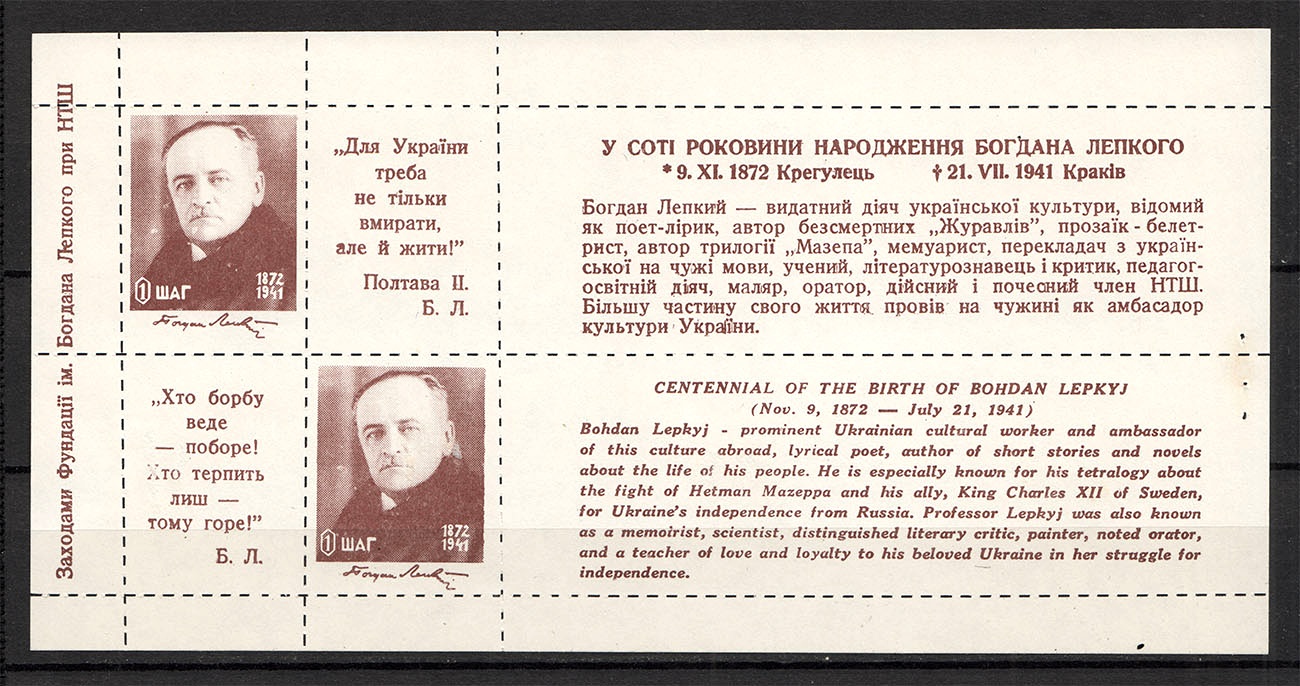 Заходами Фундації ім. Богдана Лепкого при НТШ
1 ШАГ
1872
1941
„Для України
треба
не тільки
вмирати,
але й жити!"
Полтава II.
Б. Л.
„Хто борбу
веде
— поборе!
Хто терпить
лиш —
тому горе!"
Б. Л.
1 ШАГ
1872
1941
У СОТІ РОКОВИНИ НАРОДЖЕННЯ БОГДАНА ЛЕПКОГО
* 9. XI. 1872 Крегулець † 21. VII. 1941 Краків
Богдан Лепкий — видатний діяч української культури, відомий
як поет-лірик, автор безсмертних „Журавлів", прозаїк - белет-
рист, автор трилогії „Мазепа", мемуарист, перекладач з україн-
ської на чужі мови, учений, літературознавець і критик, педагог-
освітній діяч, маляр, оратор, дійсний і почесний член НТШ.
Більшу частину свого життя провів на чужині як амбасадор
культури України.
CENTENNIAL OF THE BIRTH OF BOHDAN LEPKYJ
(Nov. 9, 1872 — July 21, 1941)
Bohdan Lepkyj - prominent Ukrainian cultural worker and ambassador
of this culture abroad, lyrical poet, author of short stories and novels
about the life of his people. He is especially known for his tetralogy about
the fight of Hetman Mazeppa and his ally, King Charles XII of Sweden,
for Ukraine's independence from Russia. Professor Lepkyj was also known
as a memoirist, scientist, distinguished literary critic, painter, noted orator,
and a teacher of love and loyalty to his beloved Ukraine in her struggle for
independence.